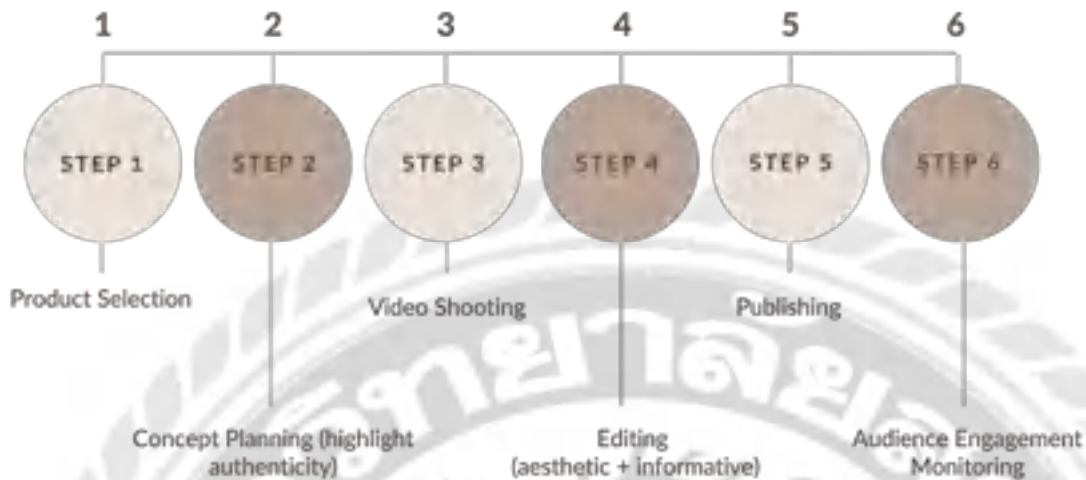 1 2 3 4 5 6
STEP 1 STEP 2 STEP 3 STEP 4 STEP 5 STEP 6
Product Selection
Video Shooting
Publishing
Concept Planning (highlight
authenticity)
Editing
(aesthetic + informative)
Audience Engagement
Monitoring